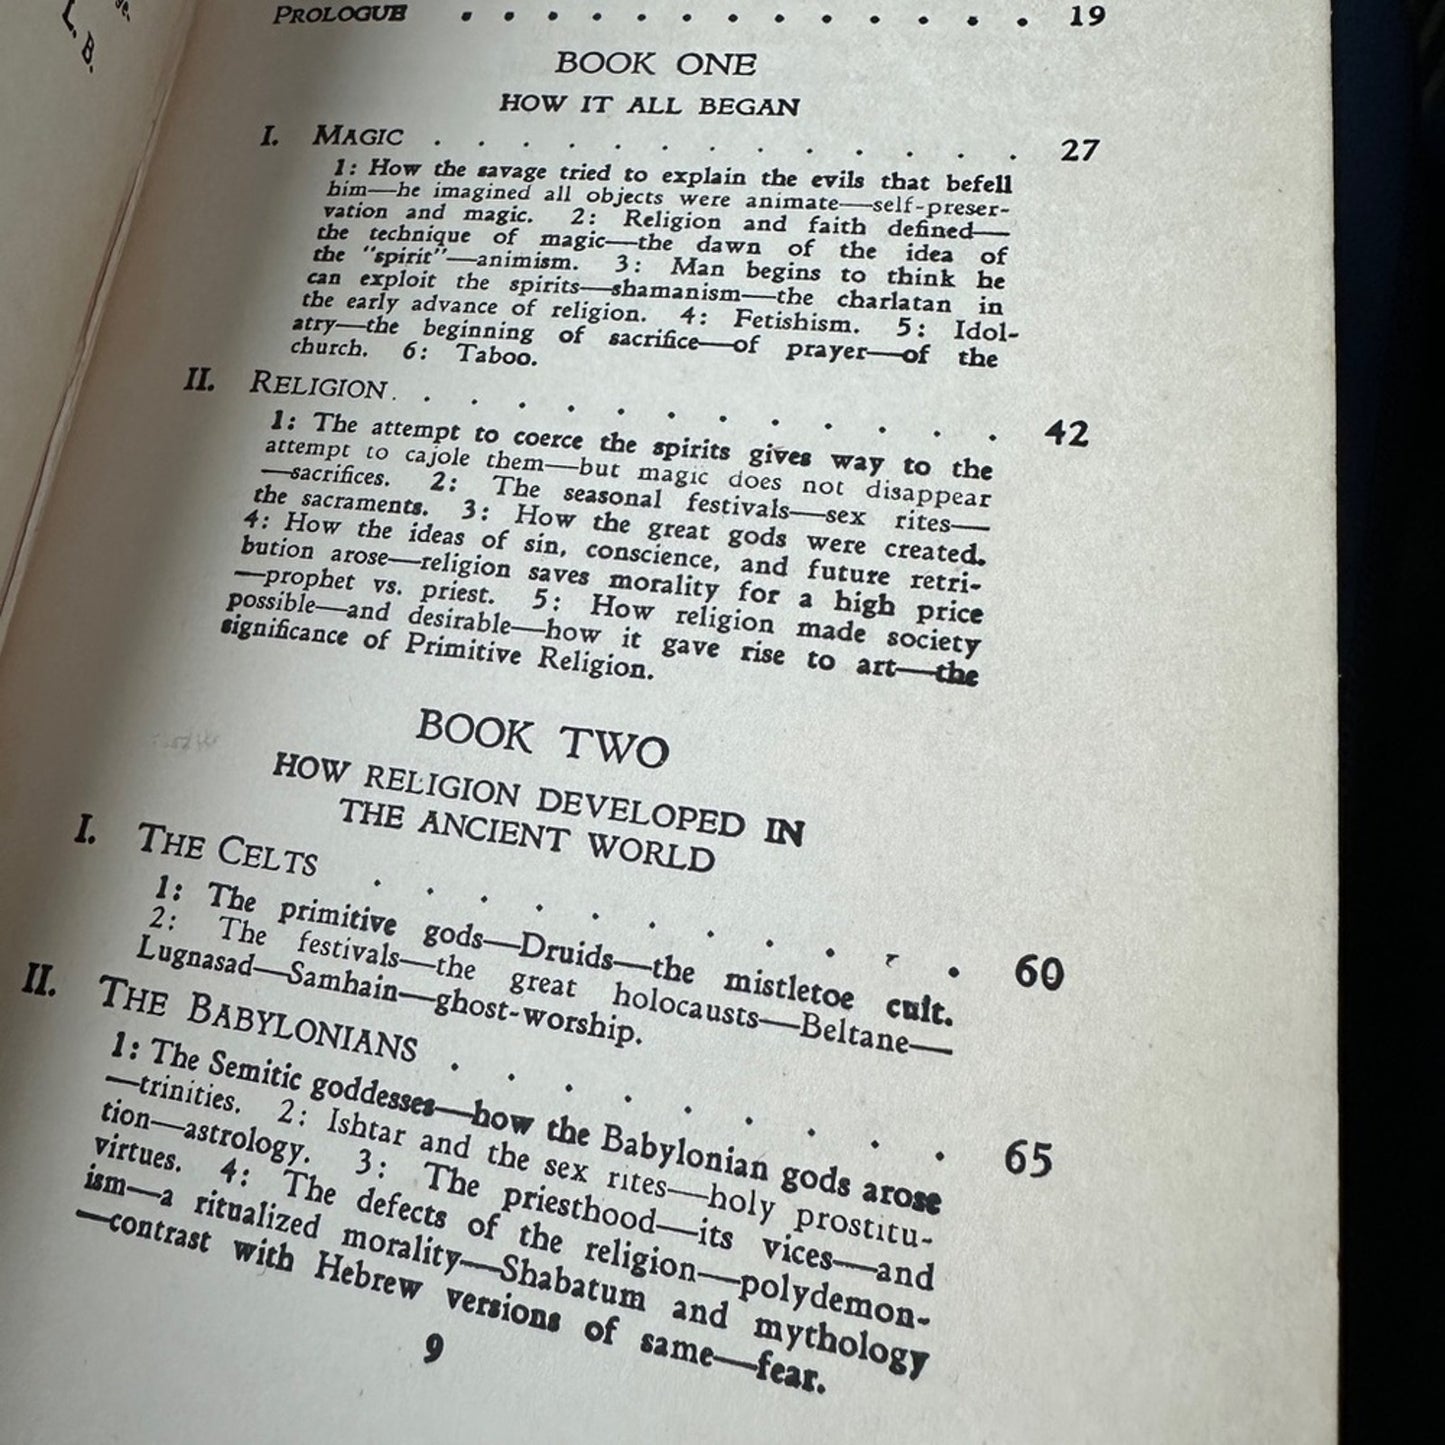 se.
L. B.
PROLOGUE . . . . . . . . . . . . . 19
BOOK ONE
HOW IT ALL BEGAN
I. MAGIC . . . . . . . . . . . . . 27
1: How the savage tried to explain the evils that befell
him—he imagined all objects were animate—self-preser-
vation and magic. 2: Religion and faith defined—
the technique of magic—the dawn of the idea of
the "spirit"—animism. 3: Man begins to think he
can exploit the spirits—shamanism—the charlatan in
the early advance of religion. 4: Fetishism. 5: Idol-
atry—the beginning of sacrifice—of prayer—of the
church. 6: Taboo.
II. RELIGION . . . . . . . . . . . . . 42
1: The attempt to coerce the spirits gives way to the
attempt to cajole them—but magic does not disappear
—sacrifices. 2: The seasonal festivals—sex rites—
the sacraments. 3: How the great gods were created.
4: How the ideas of sin, conscience, and future retri-
bution arose—religion saves morality for a high price
—prophet vs. priest. 5: How religion made society
possible—and desirable—how it gave rise to art—the
significance of Primitive Religion.
BOOK TWO
HOW RELIGION DEVELOPED IN
THE ANCIENT WORLD
I. THE CELTS . . . . . . . . . . . 60
1: The primitive gods—Druids—the mistletoe cult.
2: The festivals—the great holocausts—Beltane—
Lugnasad—Samhain—ghost-worship.
II. THE BABYLONIANS . . . . . . . . . 65
1: The Semitic goddesses—how the Babylonian gods arose
—trinities. 2: Ishtar and the sex rites—holy prostitu-
tion—astrology. 3: The priesthood—its vices—and
virtues. 4: The defects of the religion—polydemon-
ism—a ritualized morality—Shabatum and mythology
—contrast with Hebrew versions of same—fear.
9